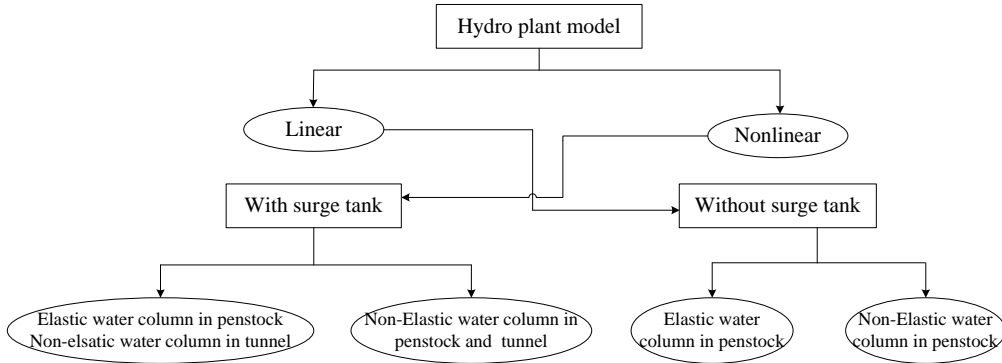 Hydro plant model
Linear
Nonlinear
With surge tank
Without surge tank
Elastic water column in penstock
Non-elsatic water column in tunnel
Non-Elastic water column in
penstock and tunnel
Elastic water
column in penstock
Non-Elastic water
column in penstock